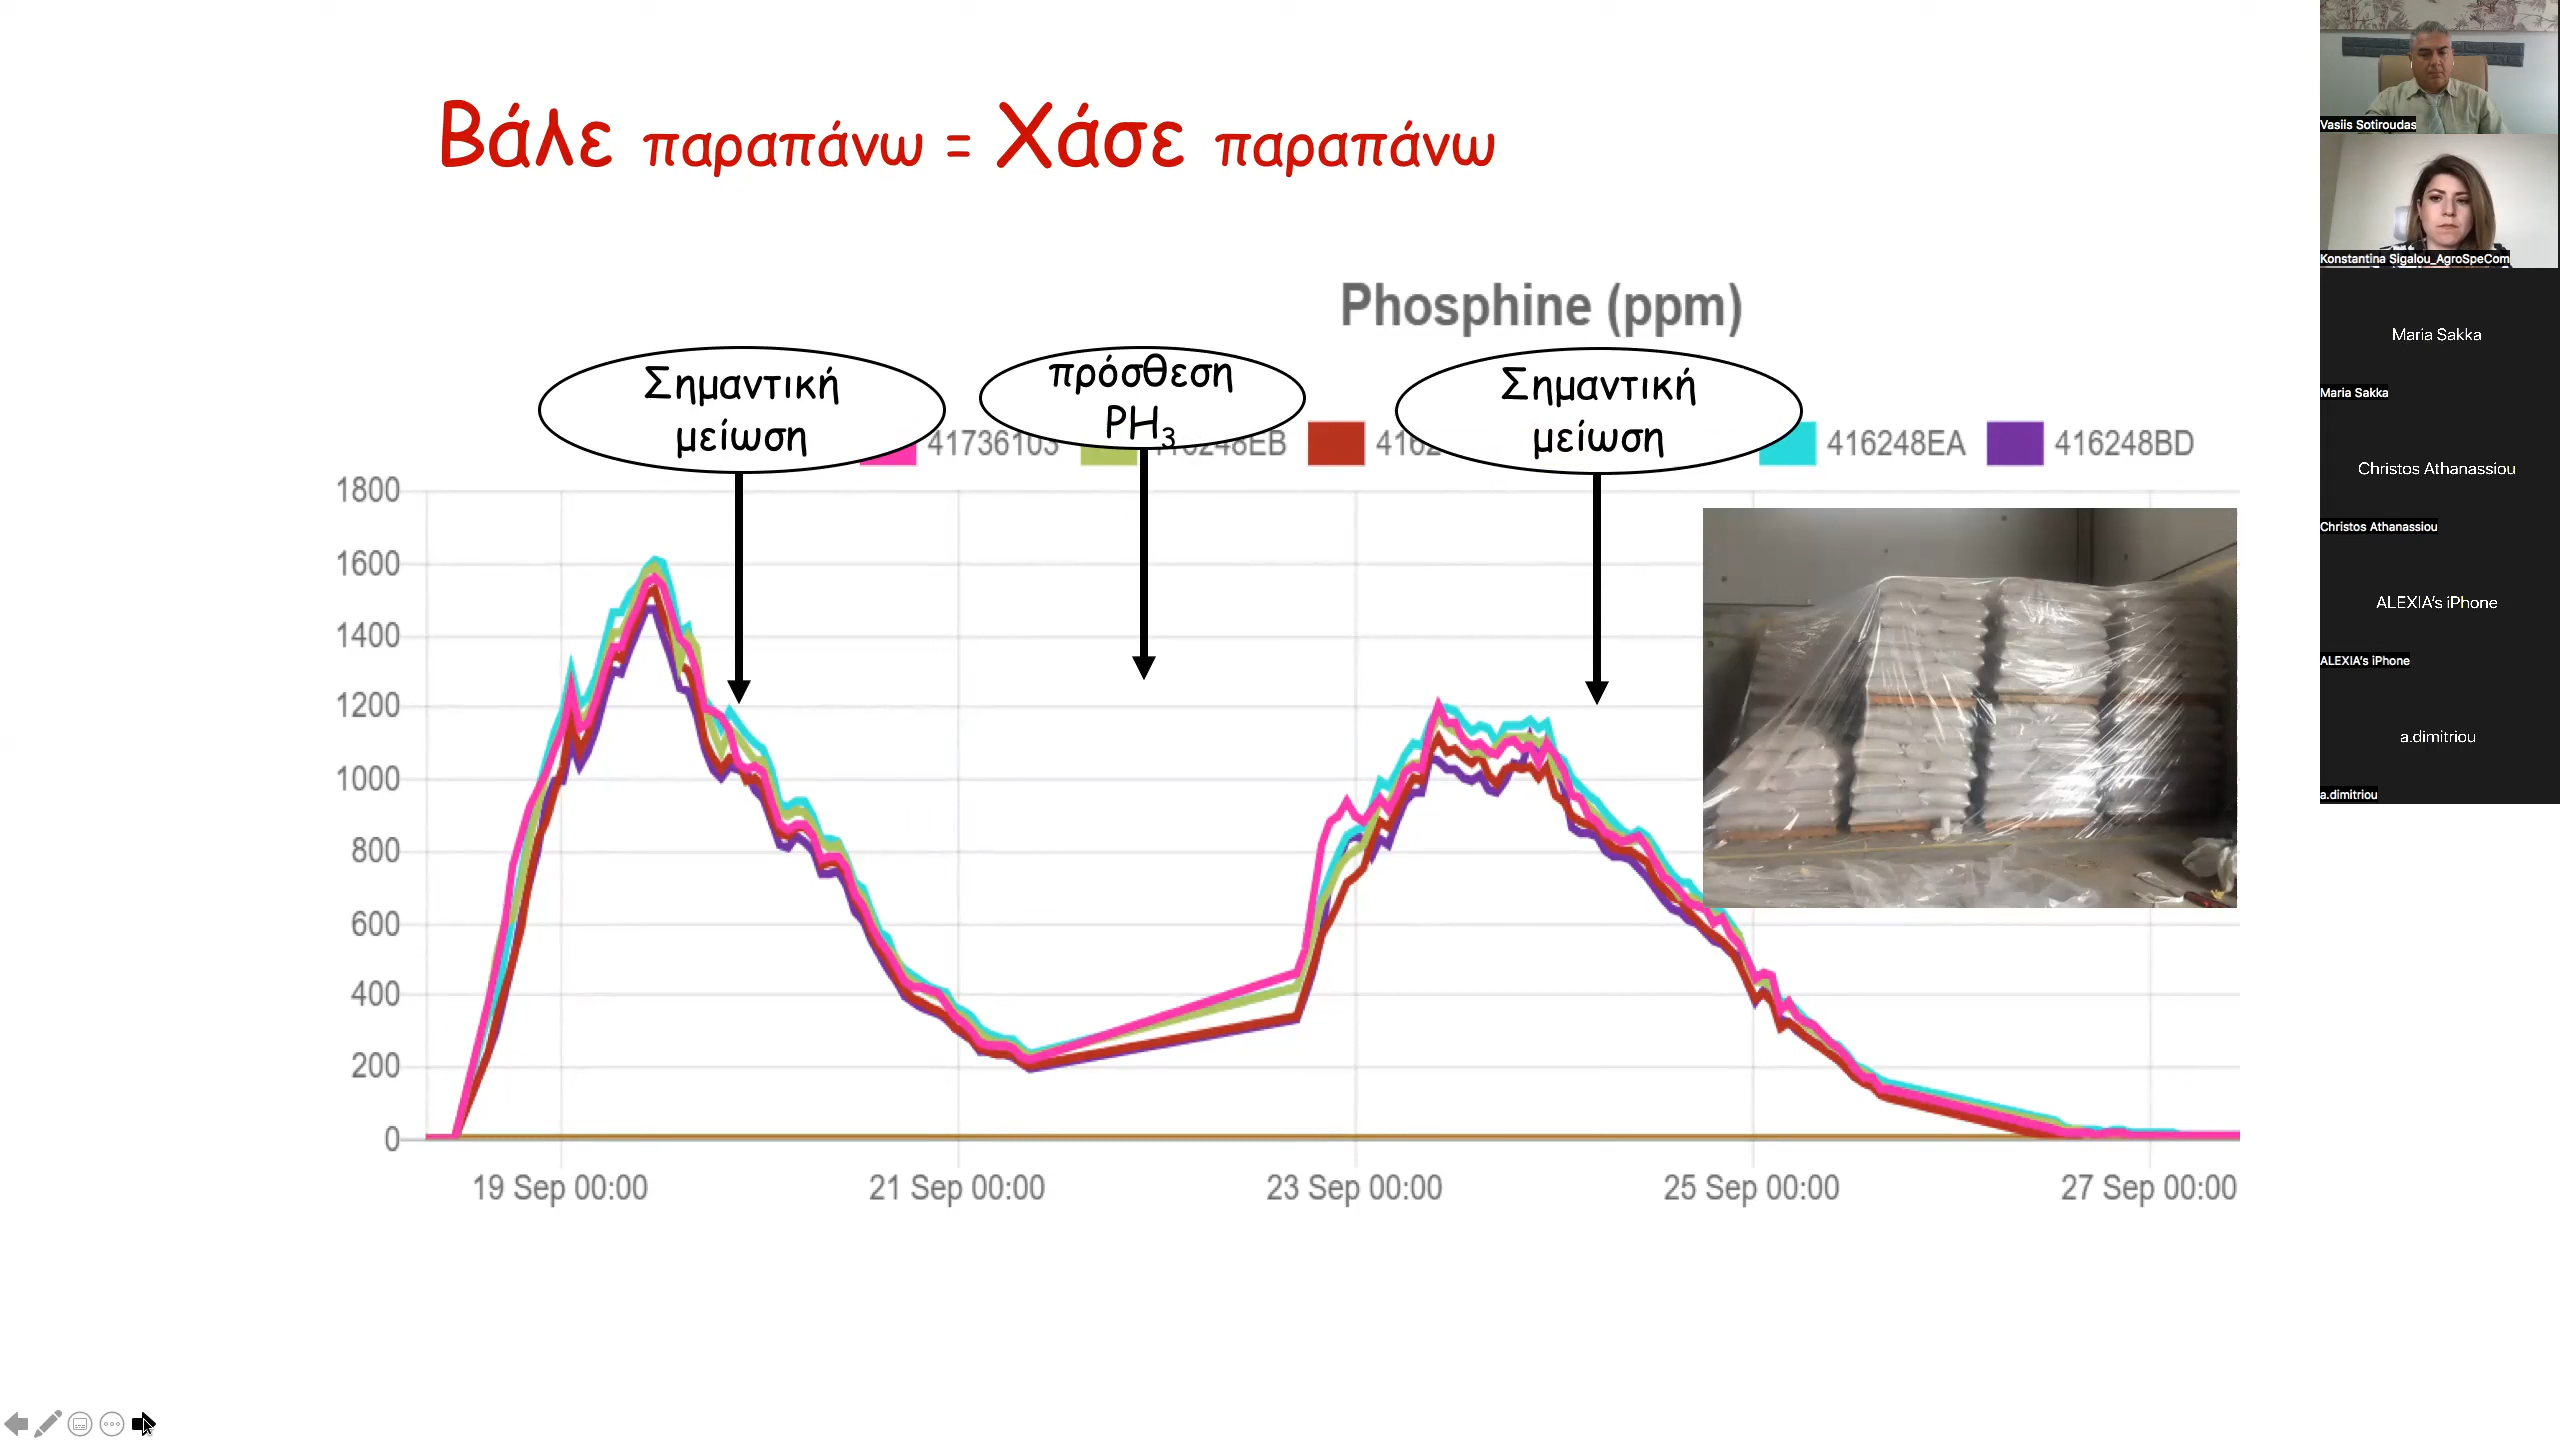 Βάλε παραπάνω = Χάσε παραπάνω
Phosphine (ppm)
Σημαντική
μείωση
πρόσθεση
PH₃
Σημαντική
μείωση
41736103
416248EA
416248BD
1800
1600
1400
1200
1000
800
600
400
200
0
19 Sep 00:00
21 Sep 00:00
23 Sep 00:00
25 Sep 00:00
27 Sep 00:00
Vasiis Sotiroudas
Konstantina Sigalou_AgroSpeCom
Maria Sakka
Maria Sakka
Christos Athanassiou
Christos Athanassiou
ALEXIA's iPhone
ALEXIA's iPhone
a.dimitriou
a.dimitriou